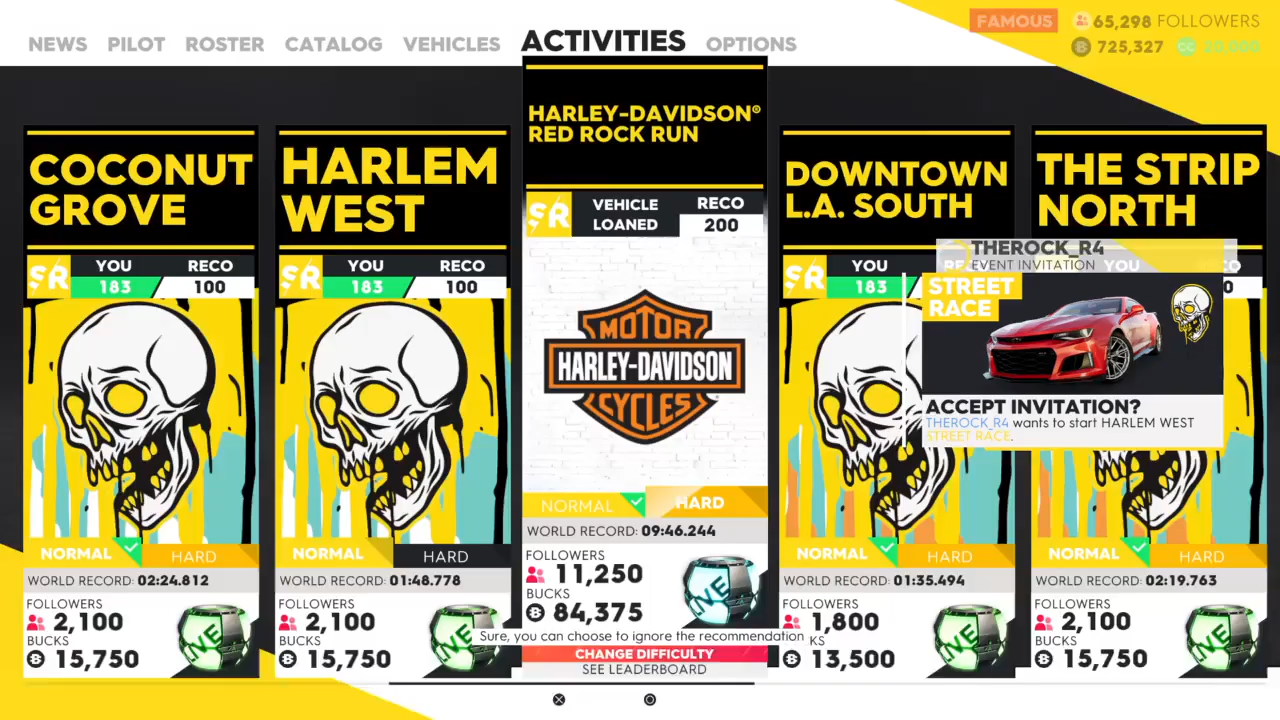 NEWS PILOT ROSTER CATALOG VEHICLES ACTIVITIES OPTIONS
FAMOUS 65,298 FOLLOWERS
725,327
COCONUT
GROVE
SR YOU RECO
183 100
NORMAL HARD
WORLD RECORD: 02:24.812
FOLLOWERS
2,100
BUCKS
15,750
HARLEM
WEST
SR YOU RECO
183 100
NORMAL HARD
WORLD RECORD: 01:48.778
FOLLOWERS
2,100
BUCKS
15,750
HARLEY-DAVIDSON®
RED ROCK RUN
SR VEHICLE RECO
LOANED 200
MOTOR
HARLEY-DAVIDSON
CYCLES
NORMAL HARD
WORLD RECORD: 09:46.244
FOLLOWERS
11,250
BUCKS
84,375
Sure, you can choose to ignore the recommendation
CHANGE DIFFICULTY
SEE LEADERBOARD
DOWNTOWN
L.A. SOUTH
SR YOU
183
NORMAL HARD
WORLD RECORD: 01:35.494
1,800
KS
13,500
THE STRIP
NORTH
YOU
NORMAL HARD
WORLD RECORD: 02:19.763
FOLLOWERS
2,100
BUCKS
15,750
THEROCK_R4
EVENT INVITATION
STREET
RACE
ACCEPT INVITATION?
THEROCK_R4 wants to start HARLEM WEST
STREET RACE.